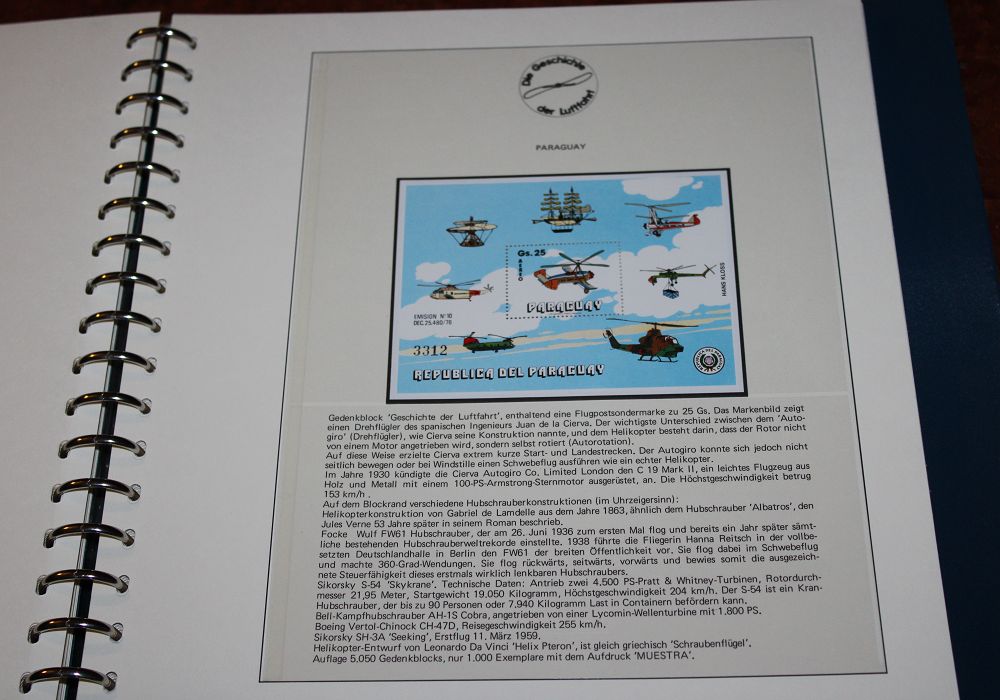 Die Geschichte
der Luftfahrt
PARAGUAY
Gs. 25
AEREO
PARAGUAY
HANS KLOSS
EMISION N°10
DEC. 25.480/76
3312
REPUBLICA DEL PARAGUAY
Gedenkblock 'Geschichte der Luftfahrt', enthaltend eine Flugpostsondermarke zu 25 Gs. Das Markenbild zeigt
einen Drehflügler des spanischen Ingenieurs Juan de la Cierva. Der wichtigste Unterschied zwischen dem 'Auto-
giro' (Drehflügler), wie Cierva seine Konstruktion nannte, und dem Helikopter besteht darin, dass der Rotor nicht
von einem Motor angetrieben wird, sondern selbst rotiert (Autorotation).
Auf diese Weise erzielte Cierva extrem kurze Start- und Landestrecken. Der Autogiro konnte sich jedoch nicht
seitlich bewegen oder bei Windstille einen Schwebeflug ausführen wie ein echter Helikopter.
Im Jahre 1930 kündigte die Cierva Autogiro Co. Limited London den C 19 Mark II, ein leichtes Flugzeug aus
Holz und Metall mit einem 100-PS-Armstrong-Sternmotor ausgerüstet, an. Die Höchstgeschwindigkeit betrug
153 km/h .
Auf dem Blockrand verschiedene Hubschrauberkonstruktionen (im Uhrzeigersinn):
Helikopterkonstruktion von Gabriel de Lamdelle aus dem Jahre 1863, ähnlich dem Hubschrauber 'Albatros', den
Jules Verne 53 Jahre später in seinem Roman beschrieb.
Focke Wulf FW61 Hubschrauber, der am 26. Juni 1936 zum ersten Mal flog und bereits ein Jahr später sämt-
liche bestehenden Hubschrauberweltrekorde einstellte. 1938 führte die Fliegerin Hanna Reitsch in der vollbe-
setzten Deutschlandhalle in Berlin den FW61 der breiten Öffentlichkeit vor. Sie flog dabei im Schwebeflug
und machte 360-Grad-Wendungen. Sie flog rückwärts, seitwärts, vorwärts und bewies somit die ausgezeich-
nete Steuerfähigkeit dieses erstmals wirklich lenkbaren Hubschraubers.
Sikorsky S-54 'Skykrane'. Technische Daten: Antrieb zwei 4.500 PS-Pratt & Whitney-Turbinen, Rotordurch-
messer 21,95 Meter, Startgewicht 19.050 Kilogramm, Höchstgeschwindigkeit 204 km/h. Der S-54 ist ein Kran-
Hubschrauber, der bis zu 90 Personen oder 7,940 Kilogramm Last in Containern befördern kann.
Bell-Kampfhubschrauber AH-1S Cobra, angetrieben von einer Lycomin-Wellenturbine mit 1.800 PS.
Boeing Vertol-Chinock CH-47D, Reisegeschwindigkeit 255 km/h.
Sikorsky SH-3A 'Seeking', Erstflug 11. März 1959.
Helikopter-Entwurf von Leonardo Da Vinci 'Helix Pteron', ist gleich griechisch 'Schraubenflügel'.
Auflage 5.050 Gedenkblocks, nur 1.000 Exemplare mit dem Aufdruck 'MUESTRA'.